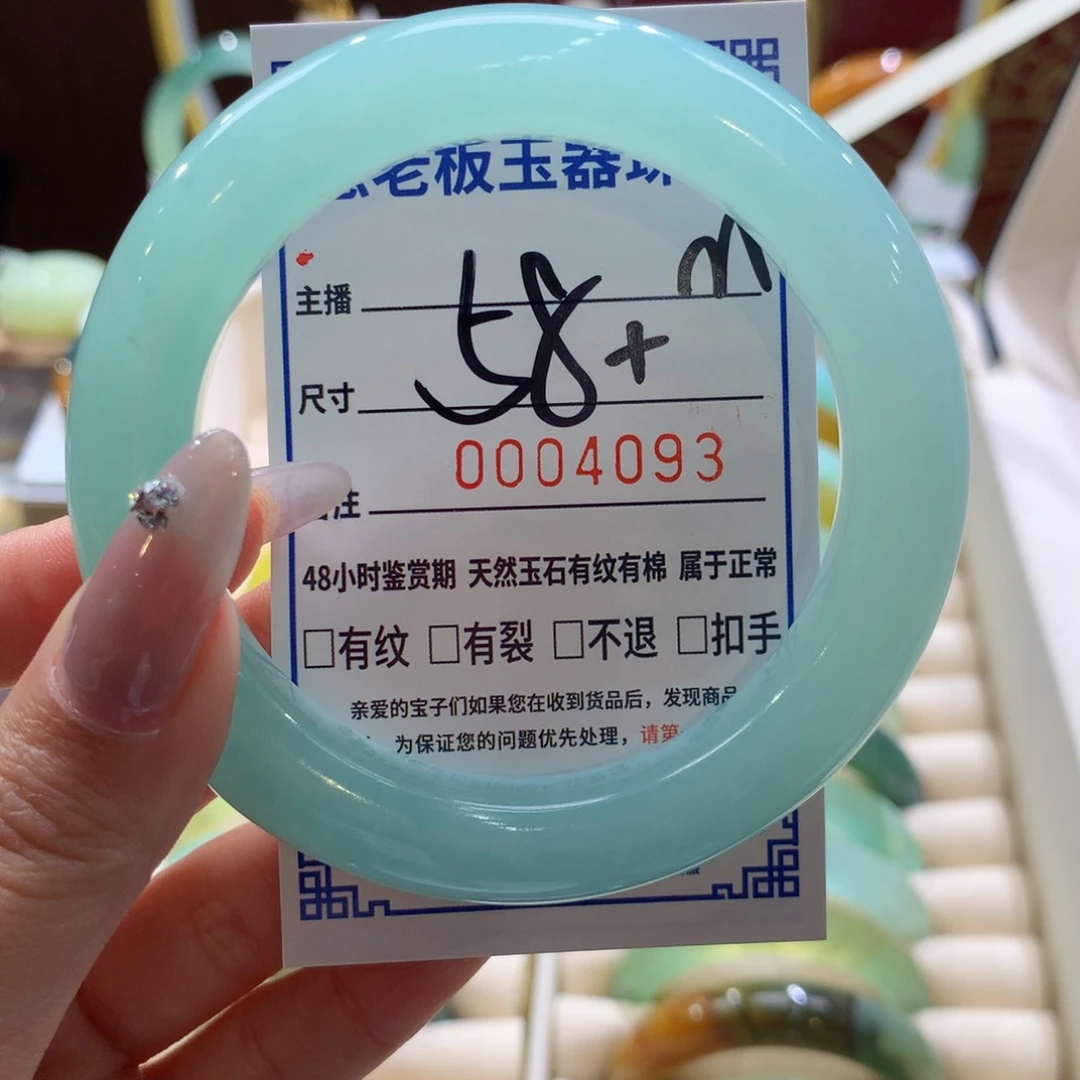 老板玉器
主播 m
尺寸 58+
0004093
注
48小时鉴赏期 天然玉石有纹有棉 属于正常
□有纹 □有裂 □不退 □扣手
亲爱的宝子们如果您在收到货品后，发现商品
为保证您的问题优先处理，请第